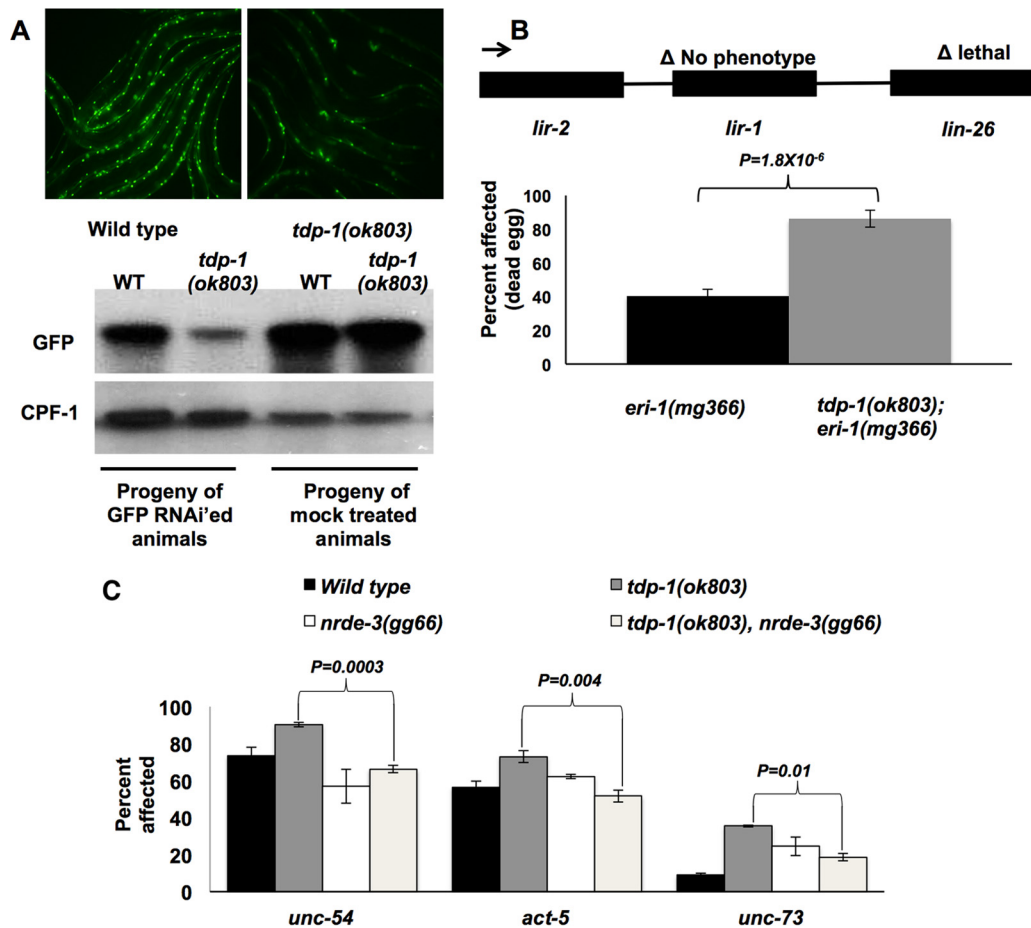 A
Wild type
tdp-1(ok803)
WT
tdp-1
(ok803)
WT
tdp-1
(ok803)
GFP
CPF-1
Progeny of
GFP RNAi'ed
animals
Progeny of
mock treated
animals
B
Δ No phenotype
Δ lethal
lir-2
lir-1
lin-26
P=1.8X10⁻⁶
Percent affected
(dead egg)
100
80
60
40
20
0
eri-1(mg366)
tdp-1(ok803);
eri-1(mg366)
C
Wild type
tdp-1(ok803)
nrde-3(gg66)
tdp-1(ok803), nrde-3(gg66)
P=0.0003
P=0.004
P=0.01
Percent
affected
100
80
60
40
20
0
unc-54
act-5
unc-73